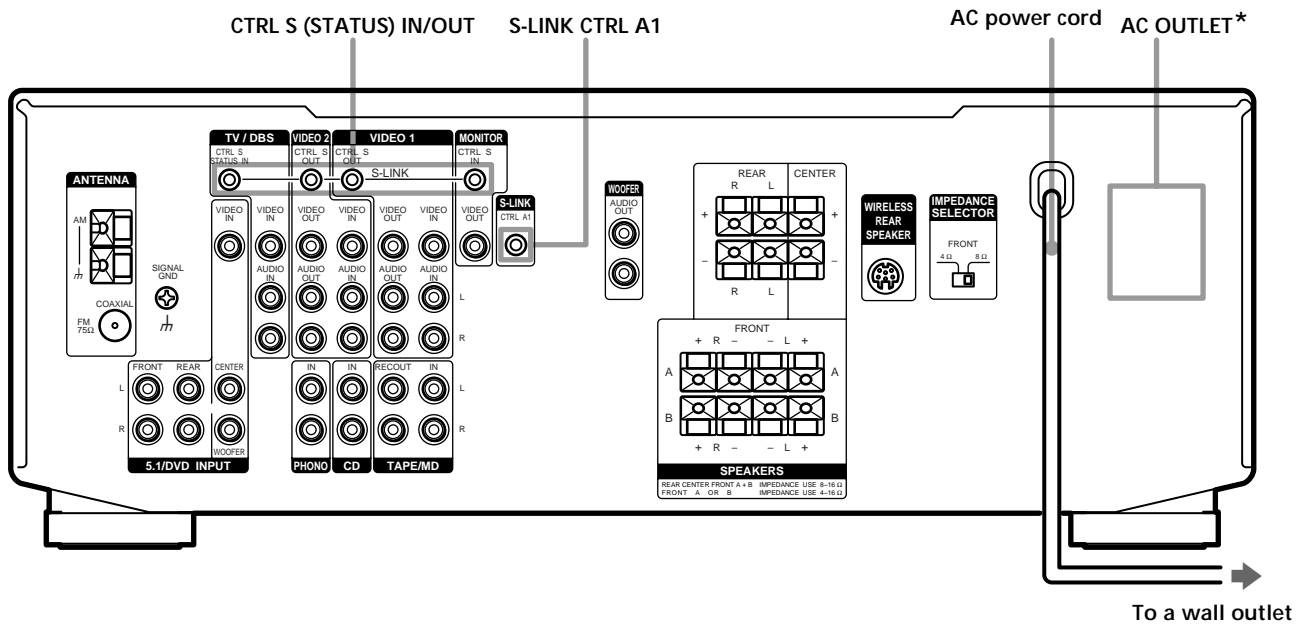 CTRL S (STATUS) IN/OUT
S-LINK CTRL A1
AC power cord
AC OUTLET*
TV / DBS
VIDEO 2
VIDEO 1
MONITOR
CTRL S
STATUS IN
CTRL S
OUT
CTRL S
OUT
S-LINK
CTRL S
IN
ANTENNA
AM
COAXIAL
FM
75Ω
SIGNAL
GND
VIDEO
IN
VIDEO
IN
VIDEO
OUT
VIDEO
IN
VIDEO
OUT
VIDEO
IN
VIDEO
OUT
S-LINK
CTRL A1
AUDIO
IN
AUDIO
OUT
AUDIO
IN
AUDIO
OUT
AUDIO
IN
L
R
FRONT
REAR
CENTER
L
R
WOOFER
5.1/DVD INPUT
IN
PHONO
IN
CD
RECOUT
IN
L
R
TAPE/MD
WOOFER
AUDIO
OUT
REAR
R L
CENTER
+ +
– –
R L
FRONT
+ R – – L +
A A
B B
+ R – – L +
SPEAKERS
REAR CENTER FRONT A + B IMPEDANCE USE 8–16 Ω
FRONT A OR B IMPEDANCE USE 4–16 Ω
WIRELESS
REAR
SPEAKER
IMPEDANCE
SELECTOR
FRONT
4 Ω 8 Ω
To a wall outlet